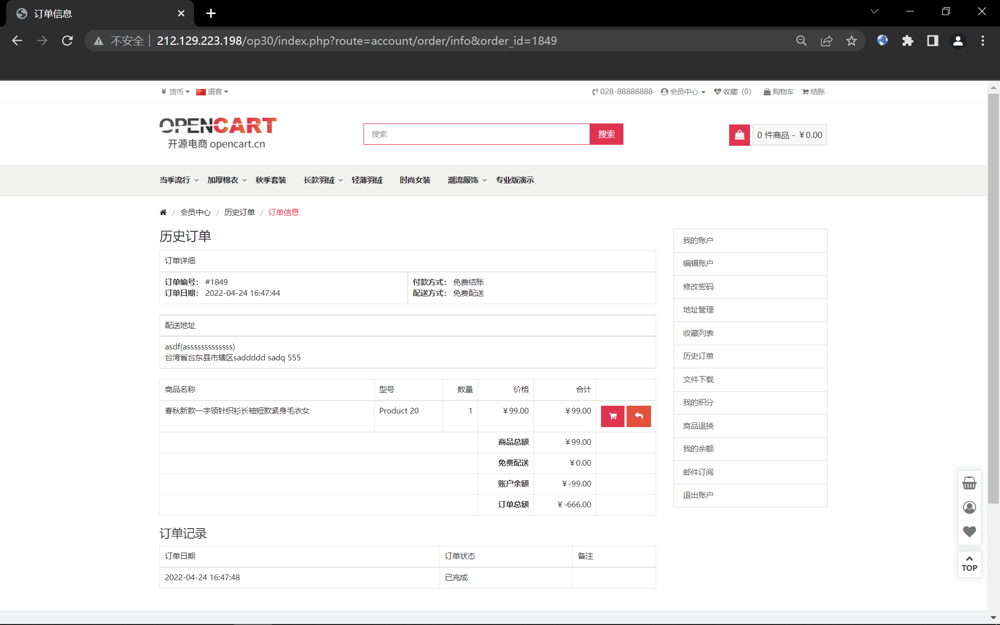 订单信息
不安全 212.129.223.198/op30/index.php?route=account/order/info&order_id=1849
¥ 货币 语言 028-88888888 会员中心 收藏 (0) 购物车 结账
OPENCART
开源电商 opencart.cn
搜索 搜索
0 件商品 - ¥0.00
当季流行 加厚棉衣 秋季套装 长款羽绒 轻薄羽绒 时尚女装 潮流服饰 专业版演示
/ 会员中心 / 历史订单 / 订单信息
历史订单
订单详细
订单编号: #1849
订单日期: 2022-04-24 16:47:44
付款方式: 免费结账
配送方式: 免费配送
配送地址
asdf(asssssssssssss)
台湾省台东县市辖区saddddd sadq 555
商品名称 型号 数量 价格 合计
春秋新款一字领针织衫长袖短款紧身毛衣女 Product 20 1 ¥99.00 ¥99.00
商品总额 ¥99.00
免费配送 ¥0.00
账户余额 ¥-99.00
订单总额 ¥-666.00
订单记录
订单日期 订单状态 备注
2022-04-24 16:47:48 已完成
我的账户
编辑账户
修改密码
地址管理
收藏列表
历史订单
文件下载
我的积分
商品退换
我的余额
邮件订阅
退出账户
TOP